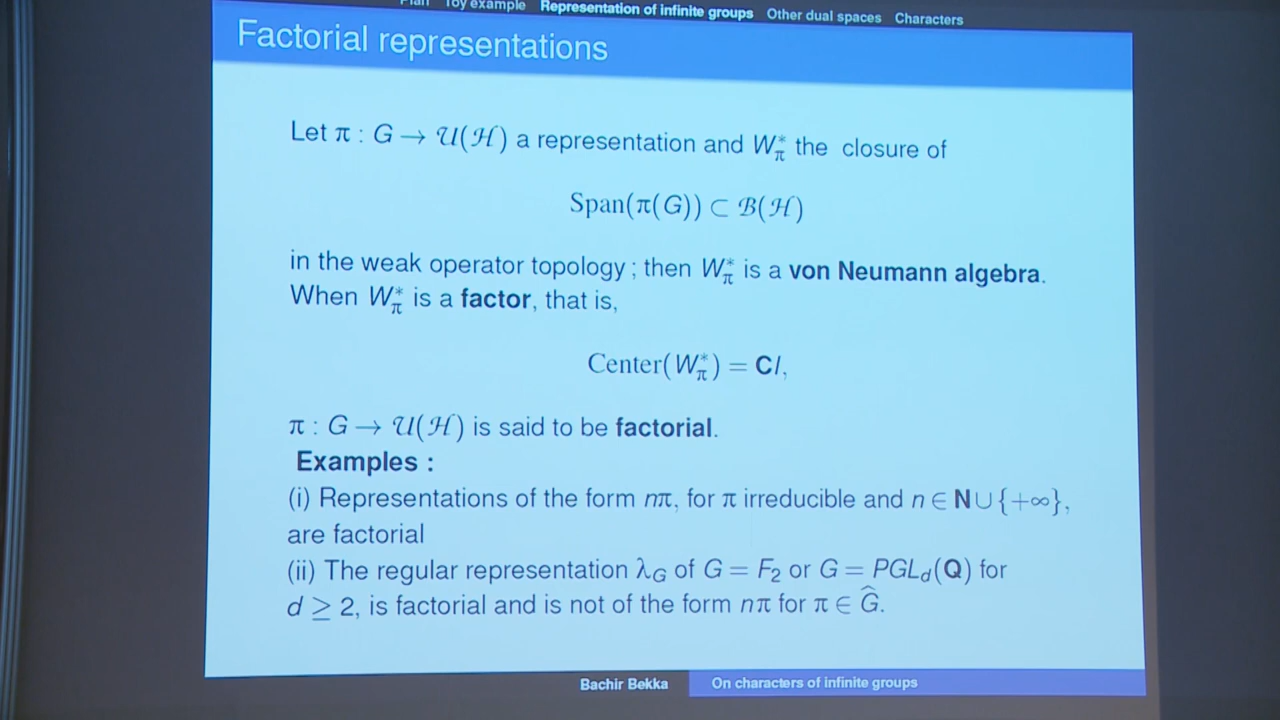 Plan Toy example Representation of infinite groups Other dual spaces Characters
Factorial representations
Let π : G → 𝒰(ℋ) a representation and W*_π the closure of
Span(π(G)) ⊂ ℬ(ℋ)
in the weak operator topology ; then W*_π is a von Neumann algebra.
When W*_π is a factor, that is,
Center(W*_π) = CI,
π : G → 𝒰(ℋ) is said to be factorial.
Examples :
(i) Representations of the form nπ, for π irreducible and n ∈ N ∪ {+∞},
are factorial
(ii) The regular representation λ_G of G = F₂ or G = PGL_d(Q) for
d ≥ 2, is factorial and is not of the form nπ for π ∈ Ĝ.
Bachir Bekka On characters of infinite groups